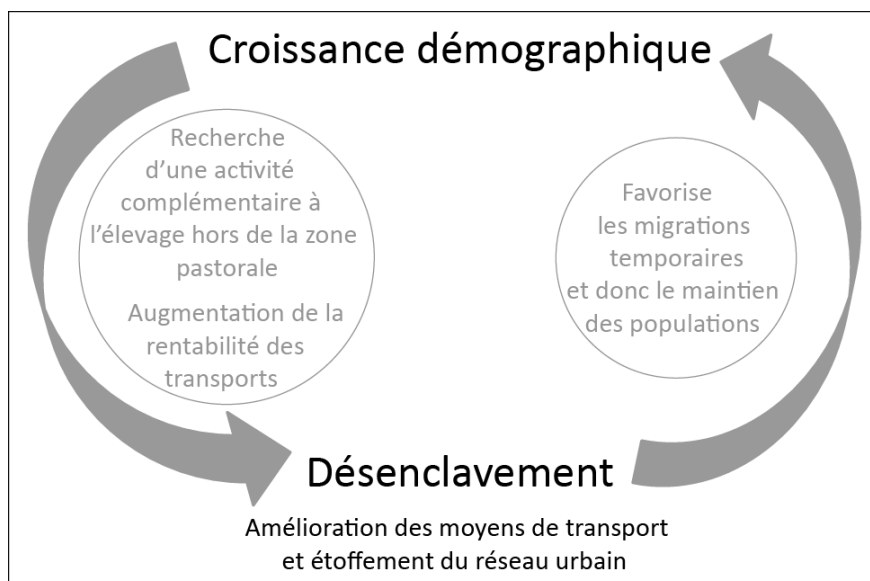 Croissance démographique
Recherche
d'une activité
complémentaire à
l'élevage hors de la zone
pastorale
Augmentation de la
rentabilité des
transports
Favorise
les migrations
temporaires
et donc le maintien
des populations
Désenclavement
Amélioration des moyens de transport
et étoffement du réseau urbain